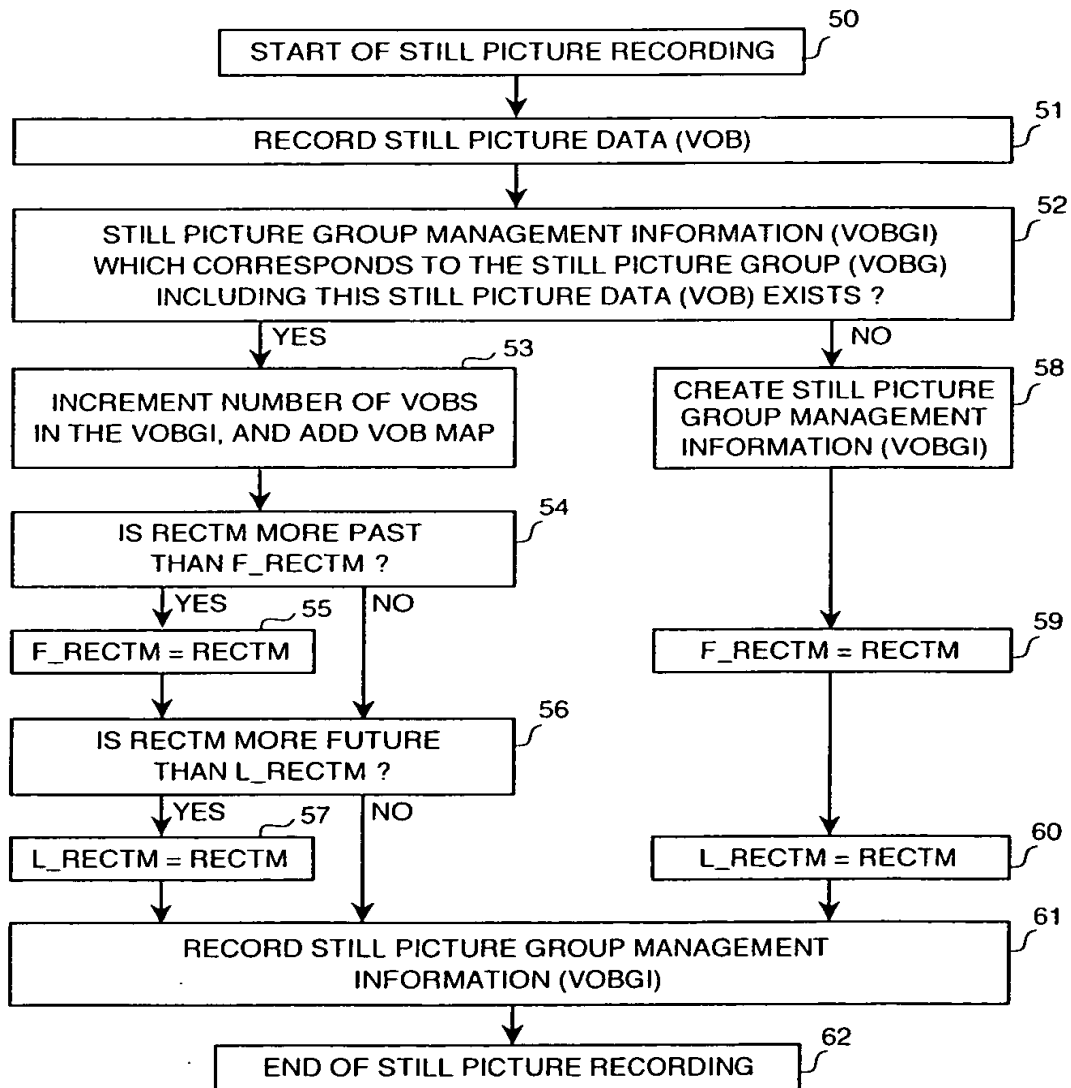 50
START OF STILL PICTURE RECORDING
51
RECORD STILL PICTURE DATA (VOB)
52
STILL PICTURE GROUP MANAGEMENT INFORMATION (VOBGI)
WHICH CORRESPONDS TO THE STILL PICTURE GROUP (VOBG)
INCLUDING THIS STILL PICTURE DATA (VOB) EXISTS ?
YES
NO
53
INCREMENT NUMBER OF VOBS
IN THE VOBGI, AND ADD VOB MAP
58
CREATE STILL PICTURE
GROUP MANAGEMENT
INFORMATION (VOBGI)
54
IS RECTM MORE PAST
THAN F_RECTM ?
YES
NO
55
F_RECTM = RECTM
59
F_RECTM = RECTM
56
IS RECTM MORE FUTURE
THAN L_RECTM ?
YES
NO
57
L_RECTM = RECTM
60
L_RECTM = RECTM
61
RECORD STILL PICTURE GROUP MANAGEMENT
INFORMATION (VOBGI)
62
END OF STILL PICTURE RECORDING